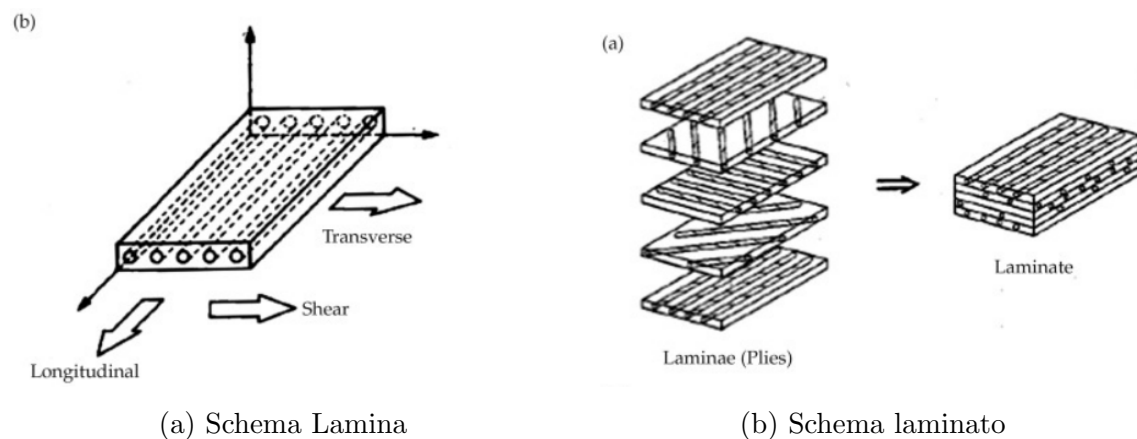 (b)
Transverse
Shear
Longitudinal
(a) Schema Lamina
(a)
Laminate
Laminae (Plies)
(b) Schema laminato